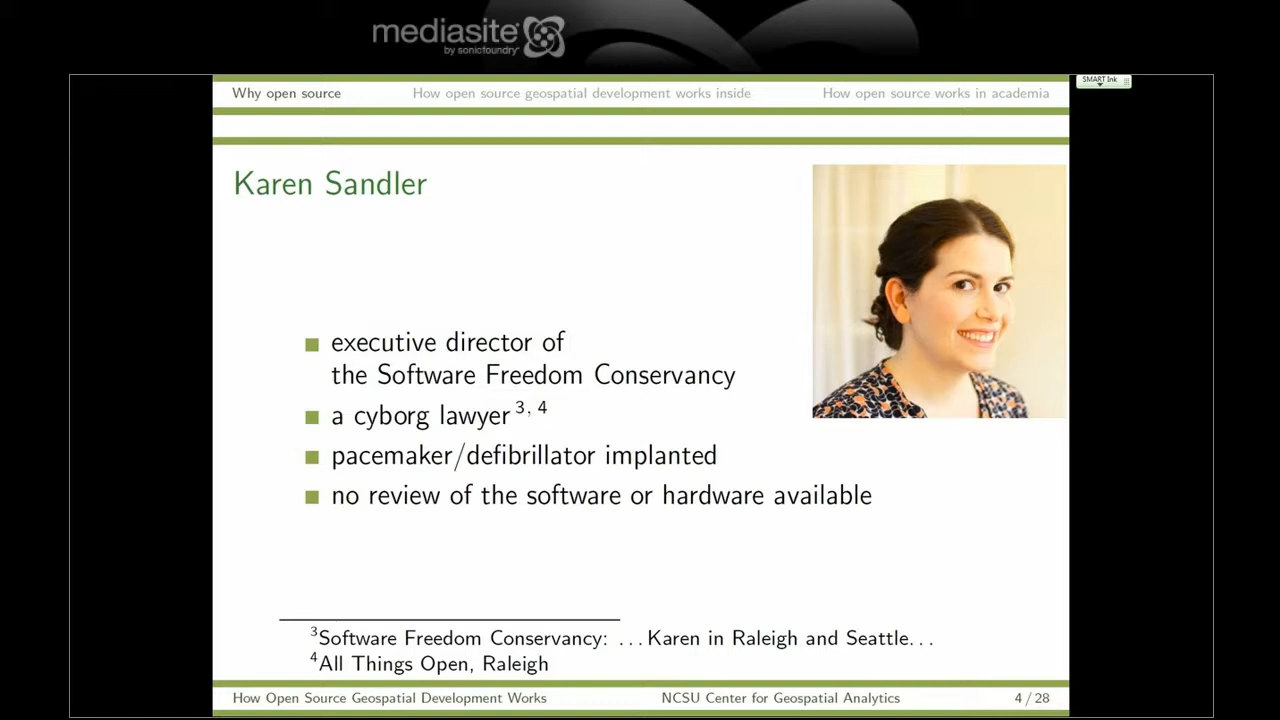 mediasite
by sonicfoundry
SMART Ink
Why open source How open source geospatial development works inside How open source works in academia
Karen Sandler
executive director of
the Software Freedom Conservancy
a cyborg lawyer 3, 4
pacemaker/defibrillator implanted
no review of the software or hardware available
3Software Freedom Conservancy: ...Karen in Raleigh and Seattle...
4All Things Open, Raleigh
How Open Source Geospatial Development Works NCSU Center for Geospatial Analytics 4 / 28